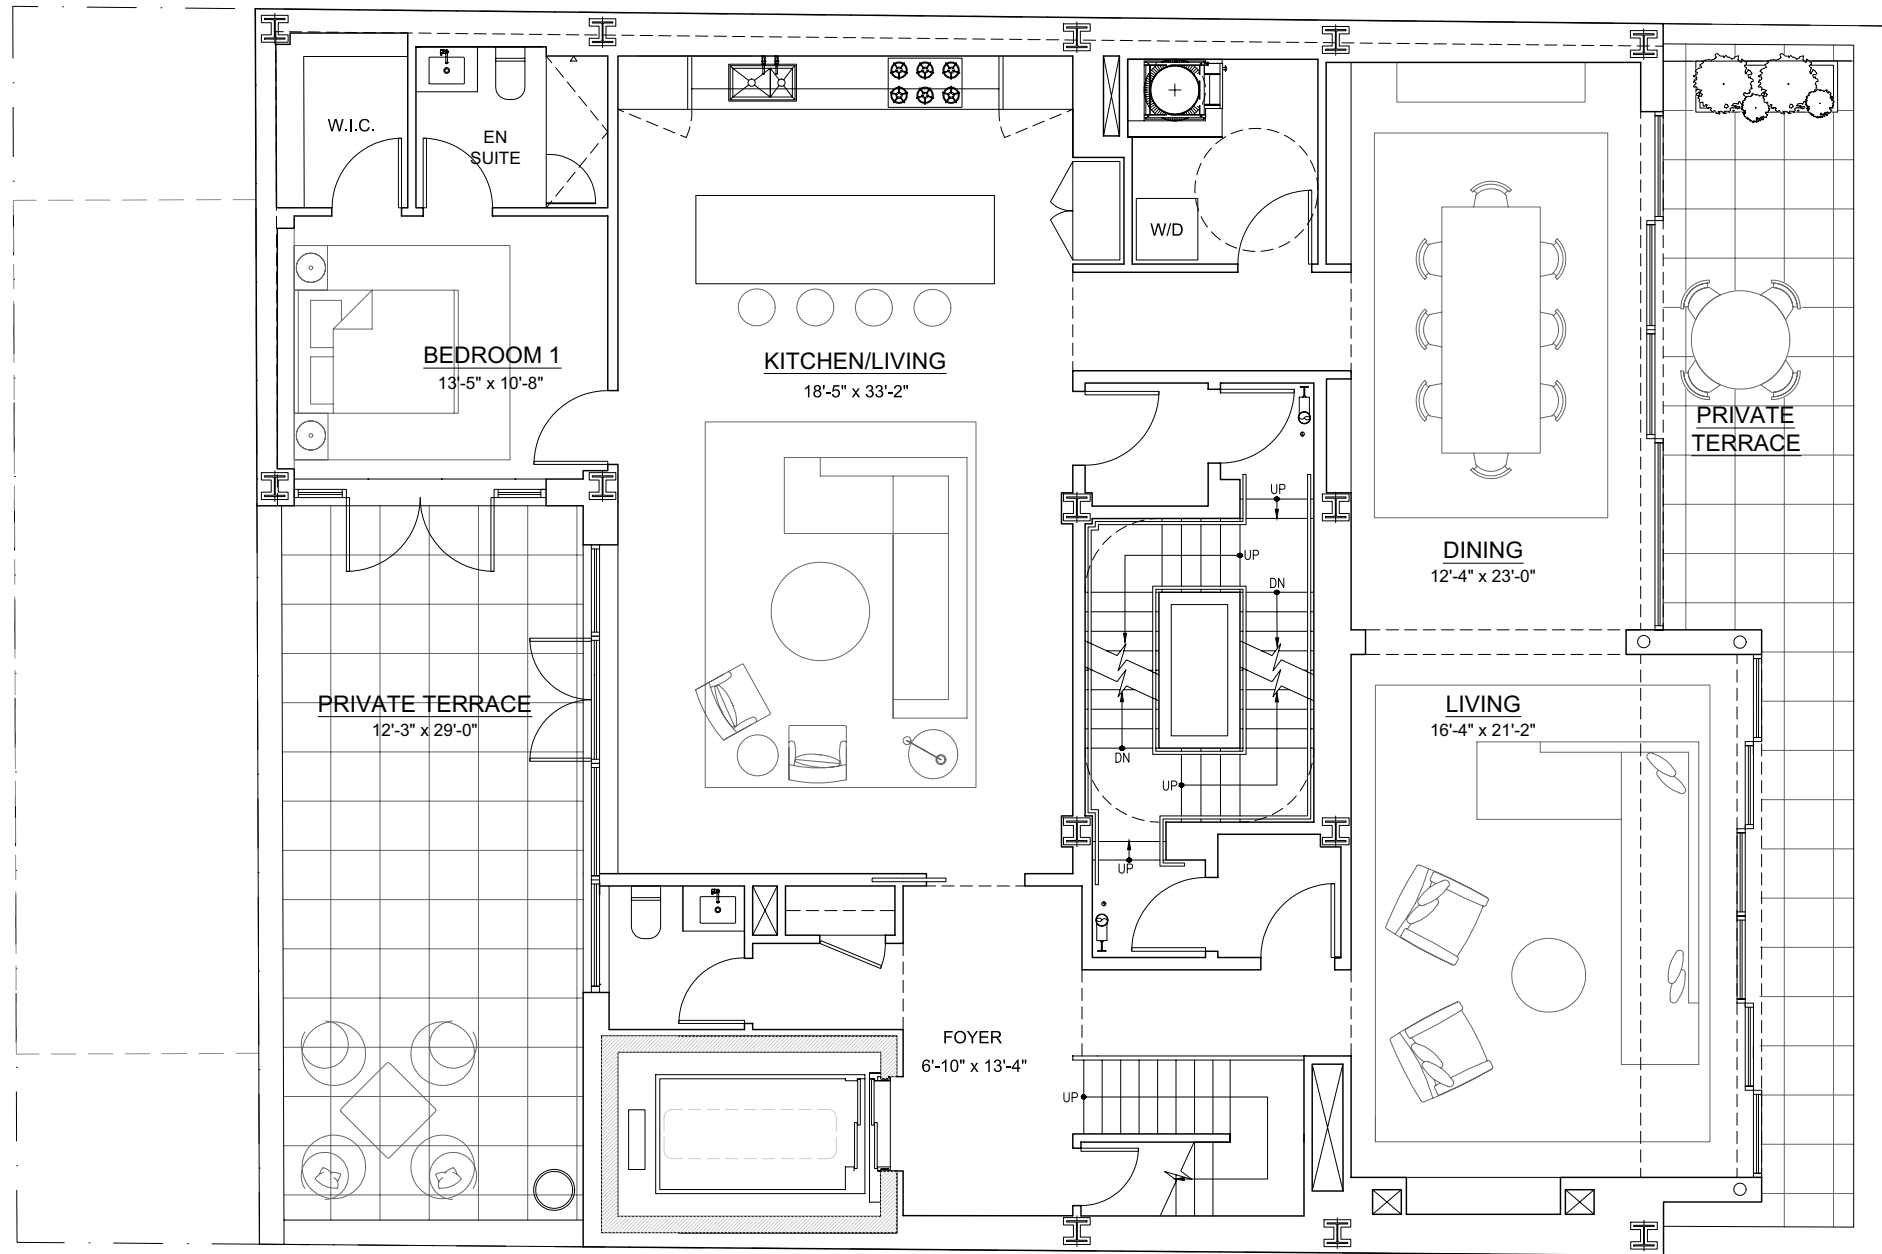 W.I.C.
EN
SUITE
W/D
BEDROOM 1
13'-5" x 10'-8"
KITCHEN/LIVING
18'-5" x 33'-2"
PRIVATE
TERRACE
UP
UP
DN
DINING
12'-4" x 23'-0"
PRIVATE TERRACE
12'-3" x 29'-0"
LIVING
16'-4" x 21'-2"
DN
UP
UP
FOYER
6'-10" x 13'-4"
UP